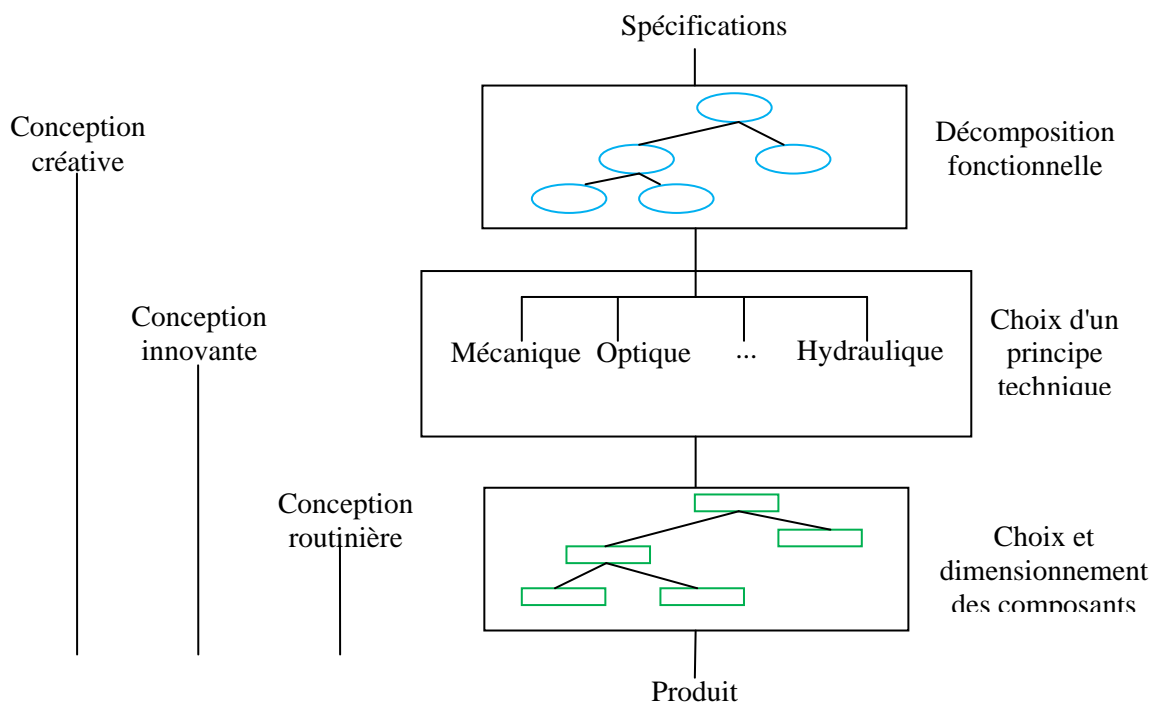 Spécifications
Conception
créative
Décomposition
fonctionnelle
Conception
innovante
Mécanique
Optique
...
Hydraulique
Choix d'un
principe
technique
Conception
routinière
Choix et
dimensionnement
des composants
Produit